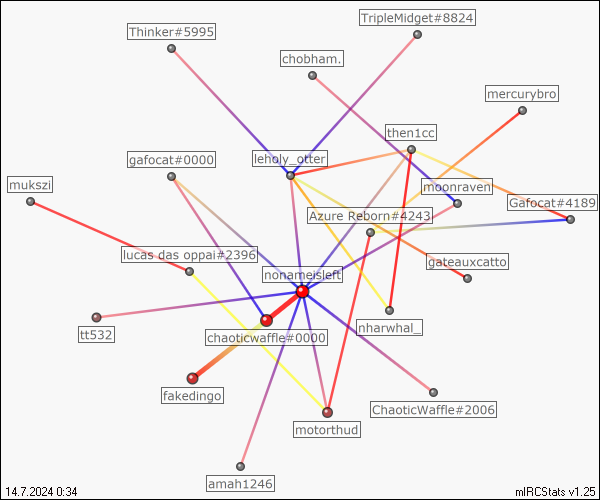 Thinker#5995
TripleMidget#8824
chobham.
mercurybro
then1cc
gafocat#0000
leholy_otter
mukszi
moonraven
Gafocat#4189
Azure Reborn#4243
lucas das oppai#2396
gateauxcatto
nonameisleft
tt532
chaoticwaffle#0000
nharwhal_
fakedingo
ChaoticWaffle#2006
motorthud
amah1246
14.7.2024 0:34
mIRCStats v1.25